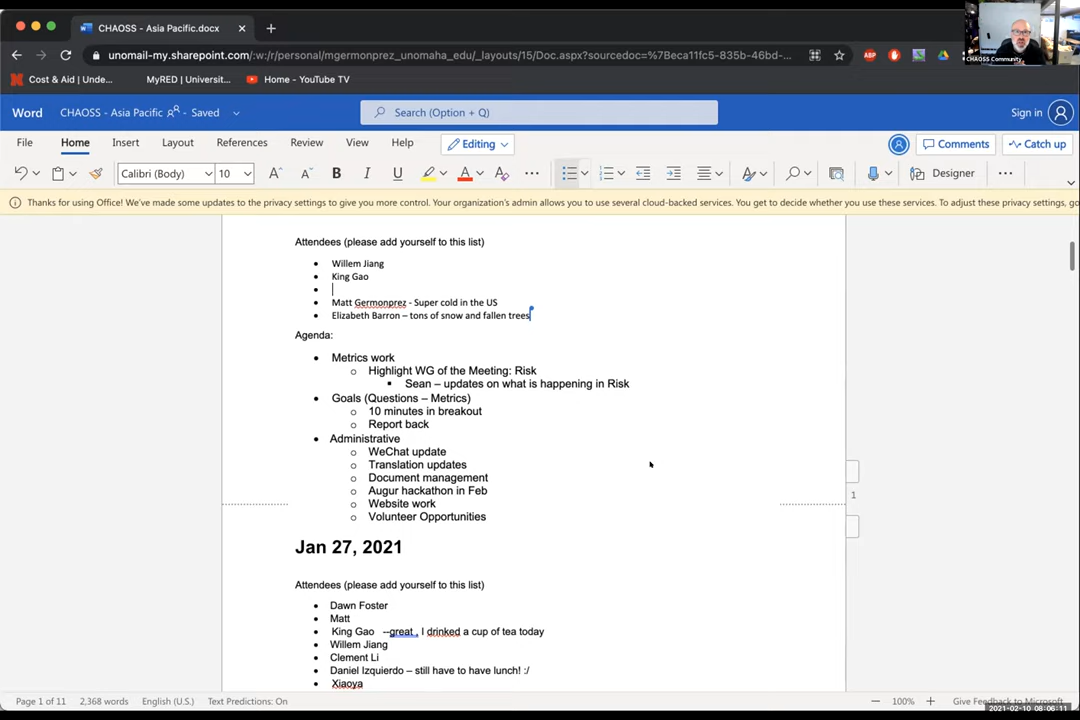 CHAOSS - Asia Pacific.docx
unomail-my.sharepoint.com/:w:/r/personal/mgermonprez_unomaha_edu/_layouts/15/Doc.aspx?sourcedoc=%7Beca11fc5-835b-46bd-...
ABP
CHAOSS Community
Cost & Aid | Unde... MyRED | Universit... Home - YouTube TV
Word CHAOSS - Asia Pacific - Saved Search (Option + Q) Sign in
File Home Insert Layout References Review View Help Editing Comments Catch up
Calibri (Body) 10 A A B I U A A Designer
Thanks for using Office! We've made some updates to the privacy settings to give you more control. Your organization's admin allows you to use several cloud-backed services. You get to decide whether you use these services. To adjust these privacy settings, go
Attendees (please add yourself to this list)
• Willem Jiang
• King Gao
•
• Matt Germonprez - Super cold in the US
• Elizabeth Barron – tons of snow and fallen trees
Agenda:
• Metrics work
o Highlight WG of the Meeting: Risk
▪ Sean – updates on what is happening in Risk
• Goals (Questions – Metrics)
o 10 minutes in breakout
o Report back
• Administrative
o WeChat update
o Translation updates
o Document management
o Augur hackathon in Feb
o Website work
o Volunteer Opportunities
1
Jan 27, 2021
Attendees (please add yourself to this list)
• Dawn Foster
• Matt
• King Gao --great , I drinked a cup of tea today
• Willem Jiang
• Clement Li
• Daniel Izquierdo – still have to have lunch! :/
• Xiaoya
Page 1 of 11 2,368 words English (U.S.) Text Predictions: On 100% Give Feedback to Microsoft
2021-02-10 08:06:11